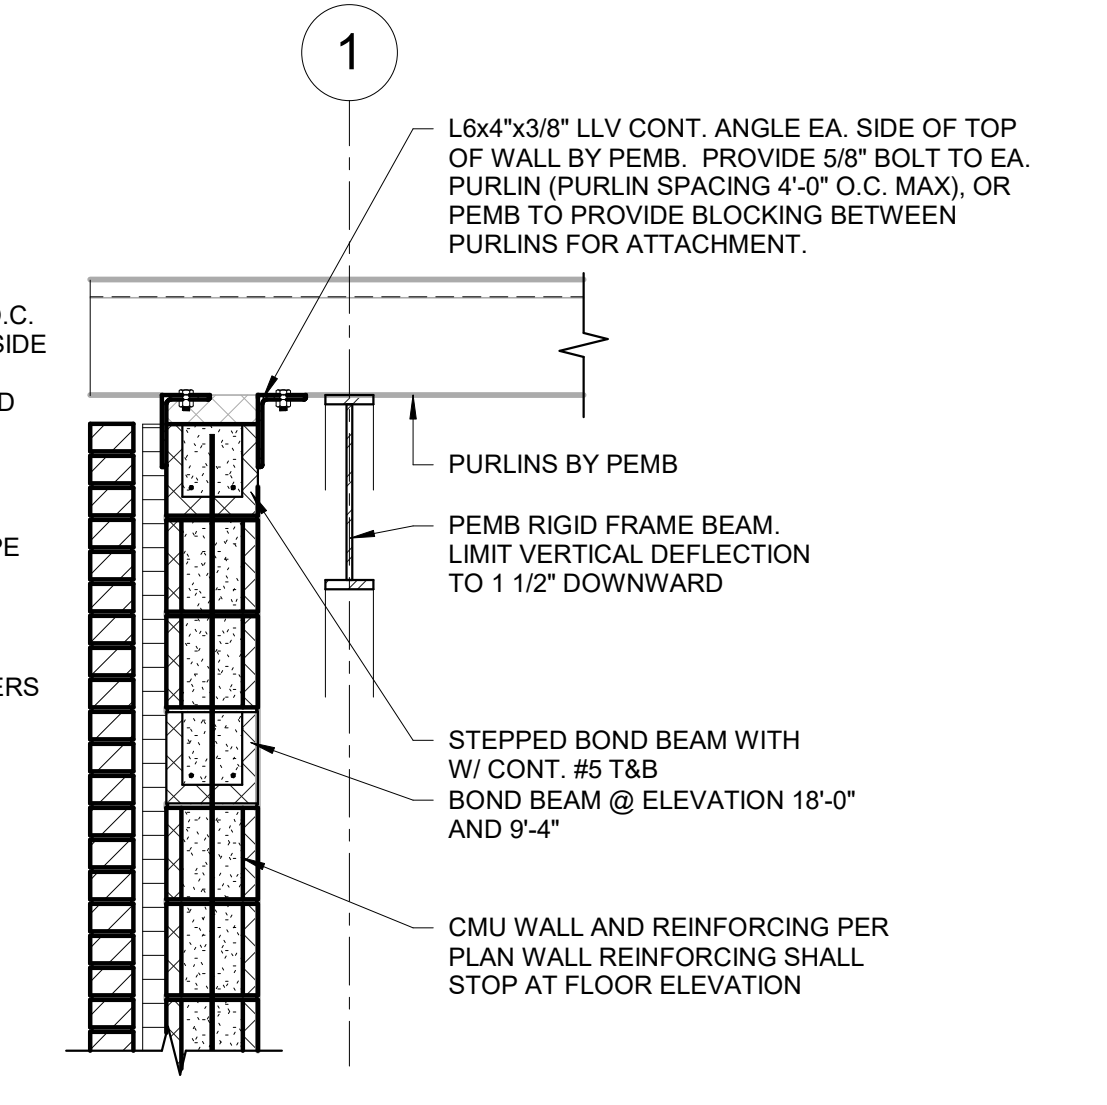 1
L6x4"x3/8" LLV CONT. ANGLE EA. SIDE OF TOP
OF WALL BY PEMB.  PROVIDE 5/8" BOLT TO EA.
PURLIN (PURLIN SPACING 4'-0" O.C. MAX), OR
PEMB TO PROVIDE BLOCKING BETWEEN
PURLINS FOR ATTACHMENT.
.C.
SIDE
D
PE
ERS
PURLINS BY PEMB
PEMB RIGID FRAME BEAM.
LIMIT VERTICAL DEFLECTION
TO 1 1/2" DOWNWARD
STEPPED BOND BEAM WITH
W/ CONT. #5 T&B
BOND BEAM @ ELEVATION 18'-0"
AND 9'-4"
CMU WALL AND REINFORCING PER
PLAN WALL REINFORCING SHALL
STOP AT FLOOR ELEVATION